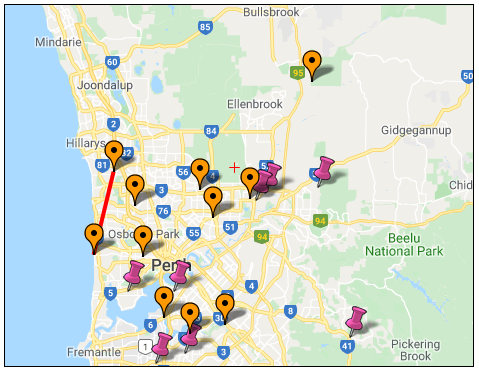 Bullsbrook
Mindarie
85
60
95
50
Joondalup
Ellenbrook
2
84
Gidgegannup
Hillarys
81
56
4
3
Chid
76
94
51
55
94
Osbo
Park
Beelu
National Park
Perth
5
4
8
6
1
41
Pickering
Brook
Fremantle
3